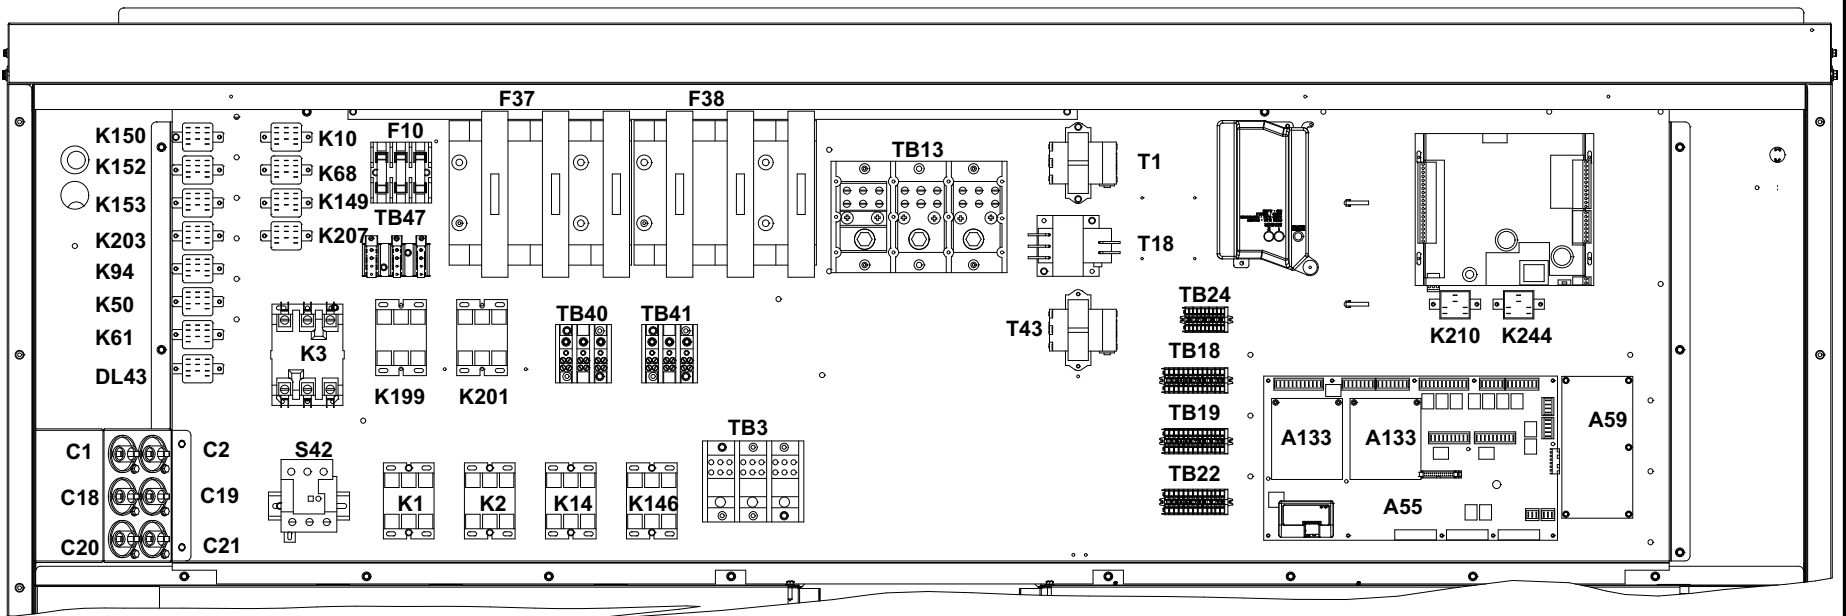 F37
F38
K150
K10
F10
K152
K68
TB13
T1
K153
K149
TB47
K203
K207
T18
K94
K50
TB24
K61
K3
TB40
TB41
T43
K210
K244
DL43
K199
K201
TB18
C1
C2
S42
TB3
TB19
A133
A133
A59
C18
C19
K1
K2
K14
K146
TB22
A55
C20
C21